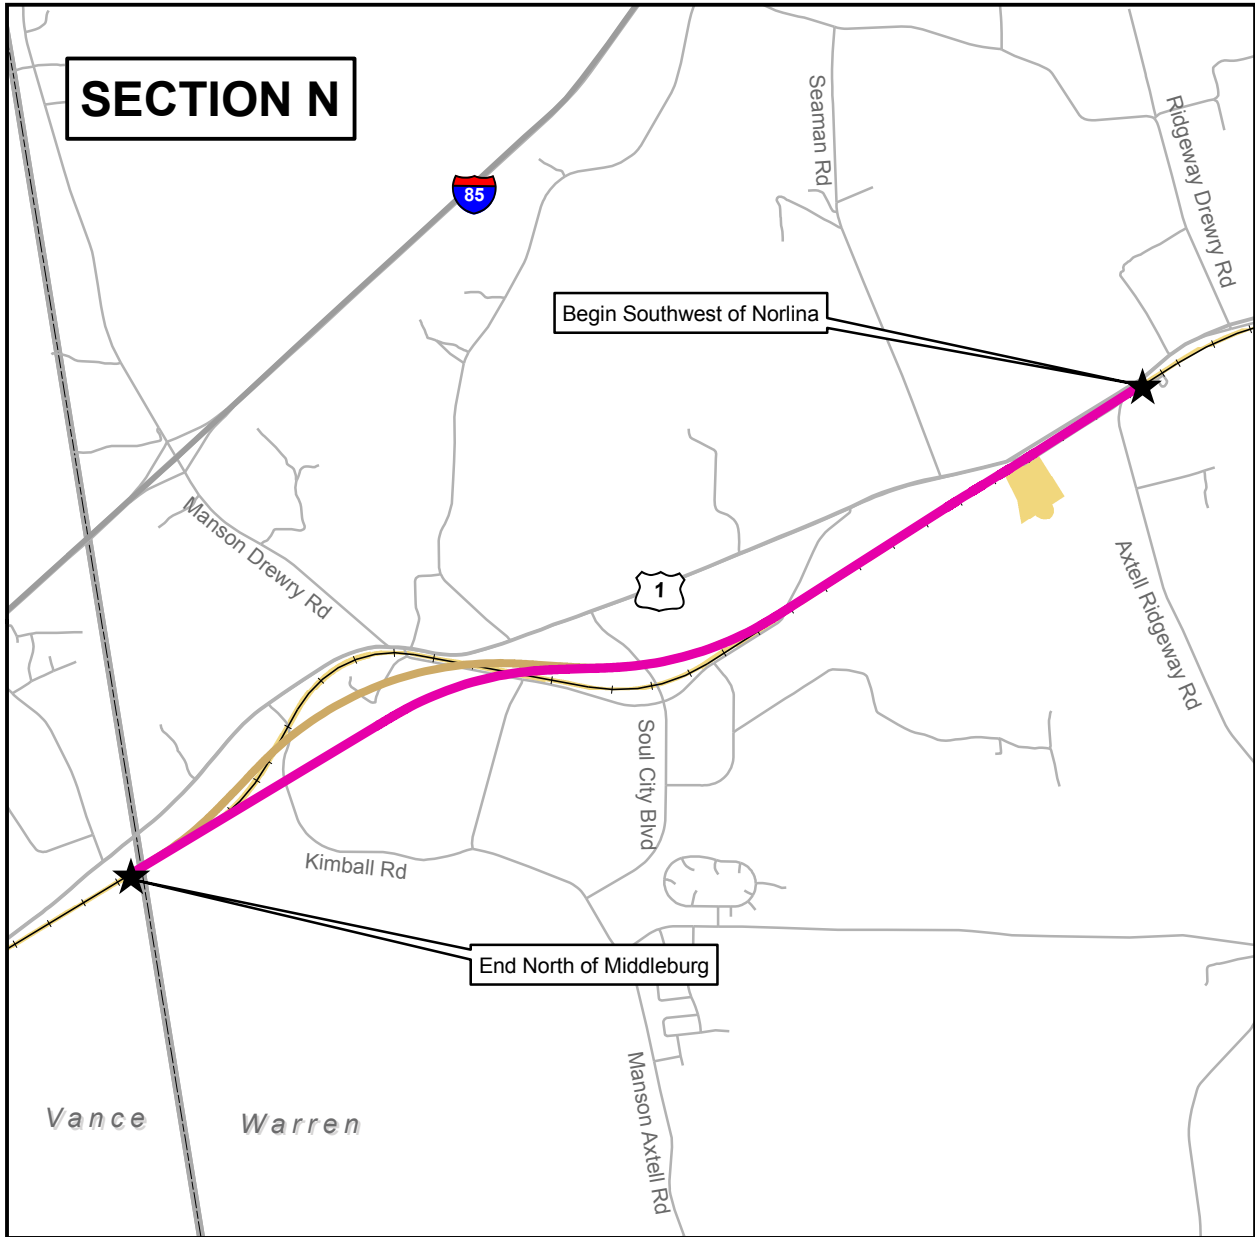 SECTION N
85
Seaman Rd
Ridgeway Drewry Rd
Begin Southwest of Norlina
Manson Drewry Rd
1
Axtell Ridgeway Rd
Soul City Blvd
Kimball Rd
End North of Middleburg
Manson Axtell Rd
Vance
Warren